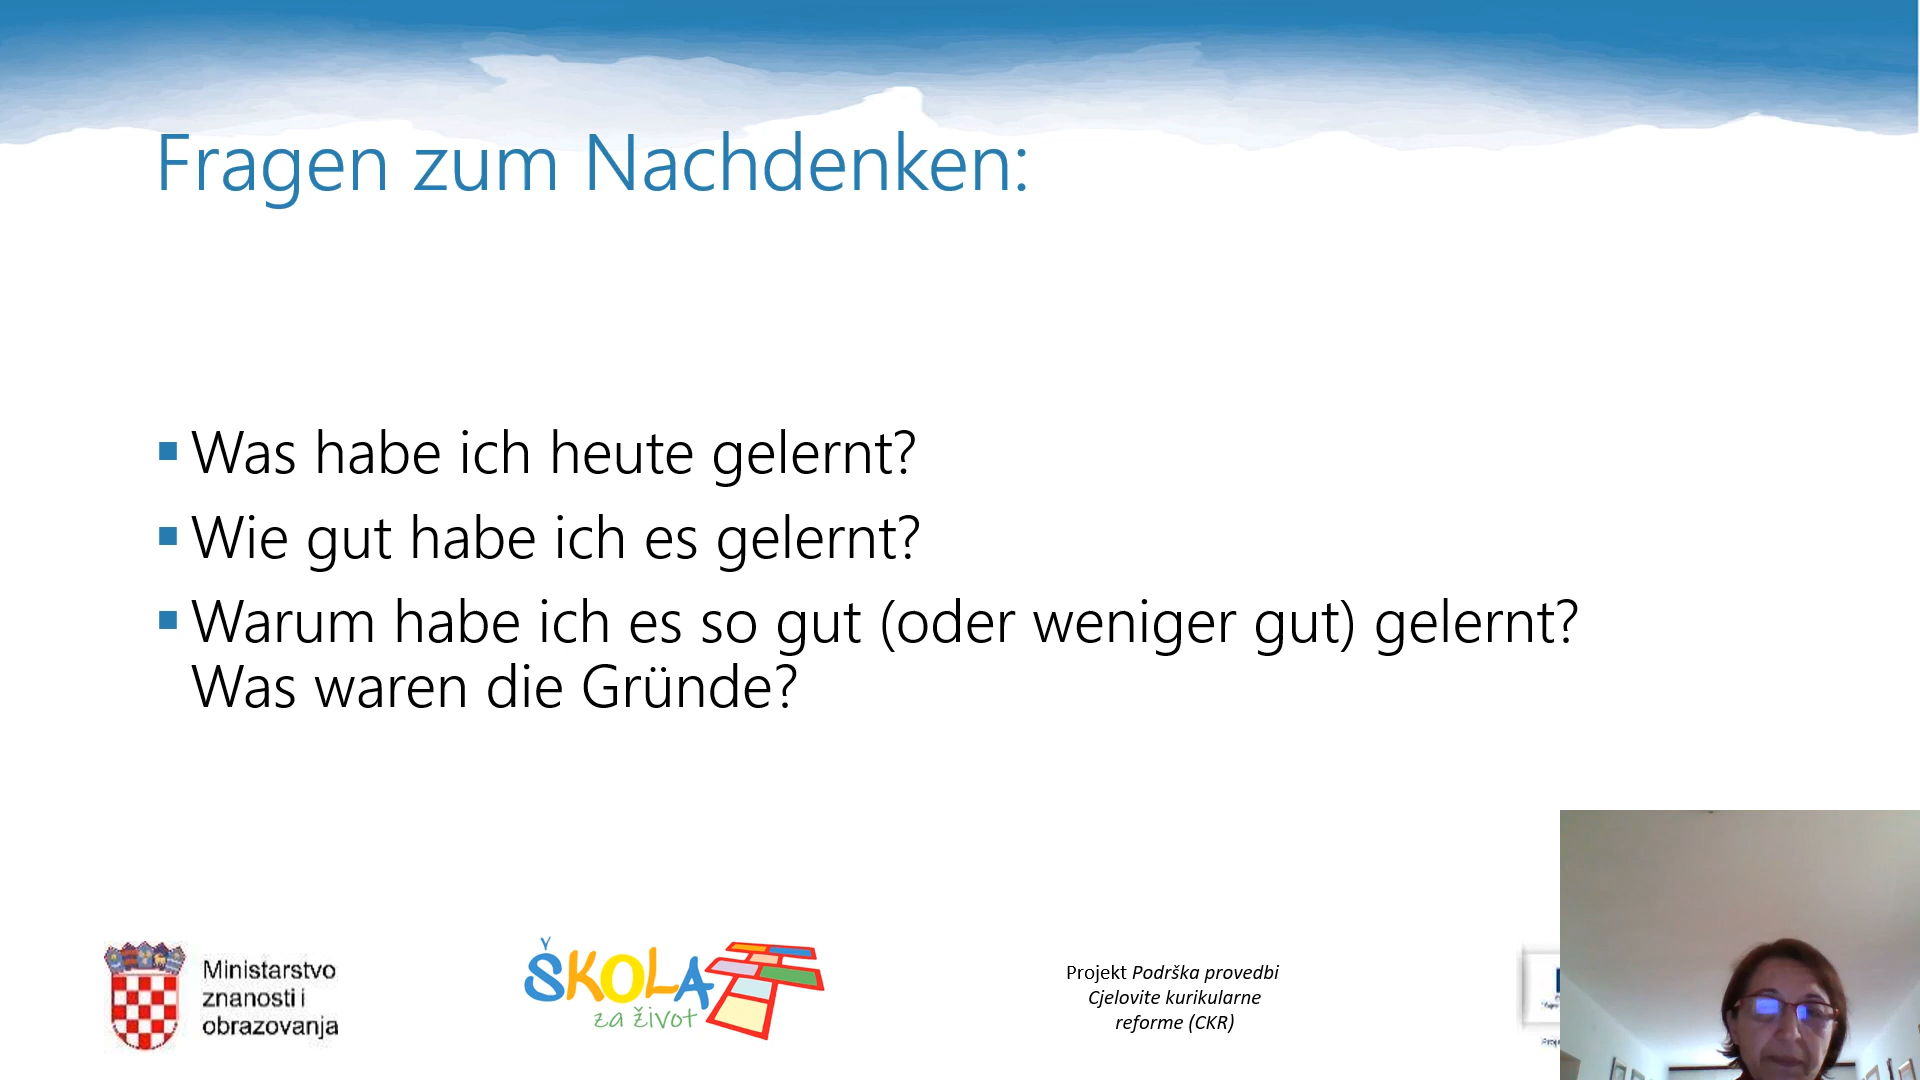 Fragen zum Nachdenken:
Was habe ich heute gelernt?
Wie gut habe ich es gelernt?
Warum habe ich es so gut (oder weniger gut) gelernt?
Was waren die Gründe?
Ministarstvo
znanosti i
obrazovanja
ŠKOLA
za život
Projekt Podrška provedbi
Cjelovite kurikularne
reforme (CKR)